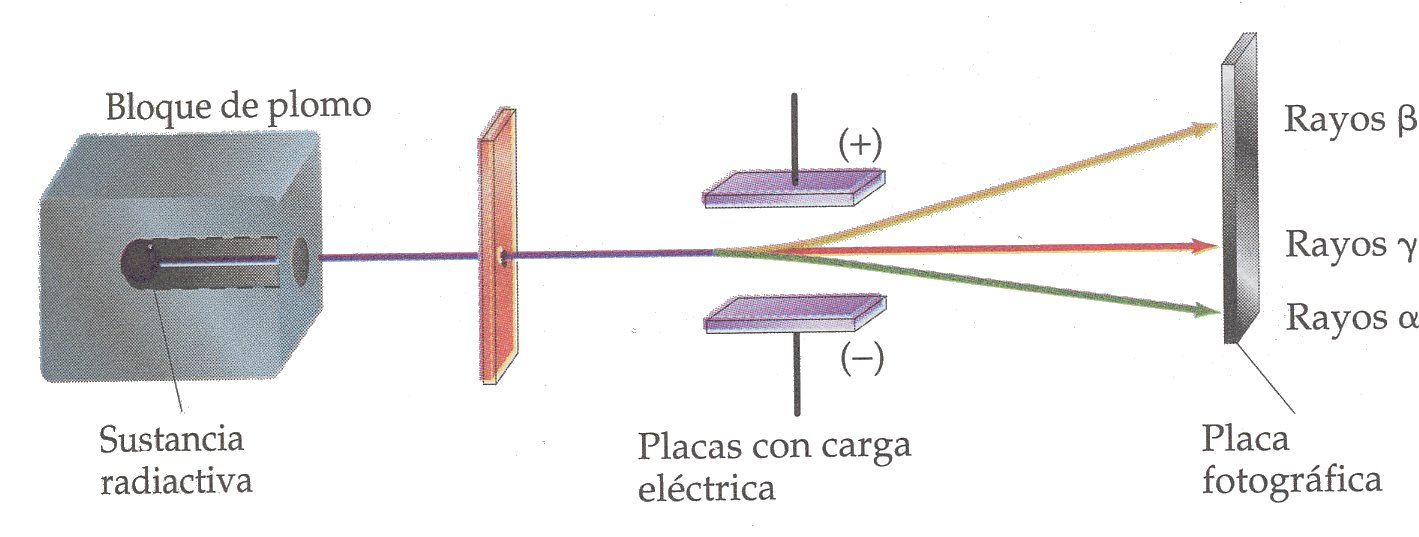 Bloque de plomo
(+)
Rayos β
Rayos γ
Rayos α
(−)
Sustancia
radiactiva
Placas con carga
eléctrica
Placa
fotográfica